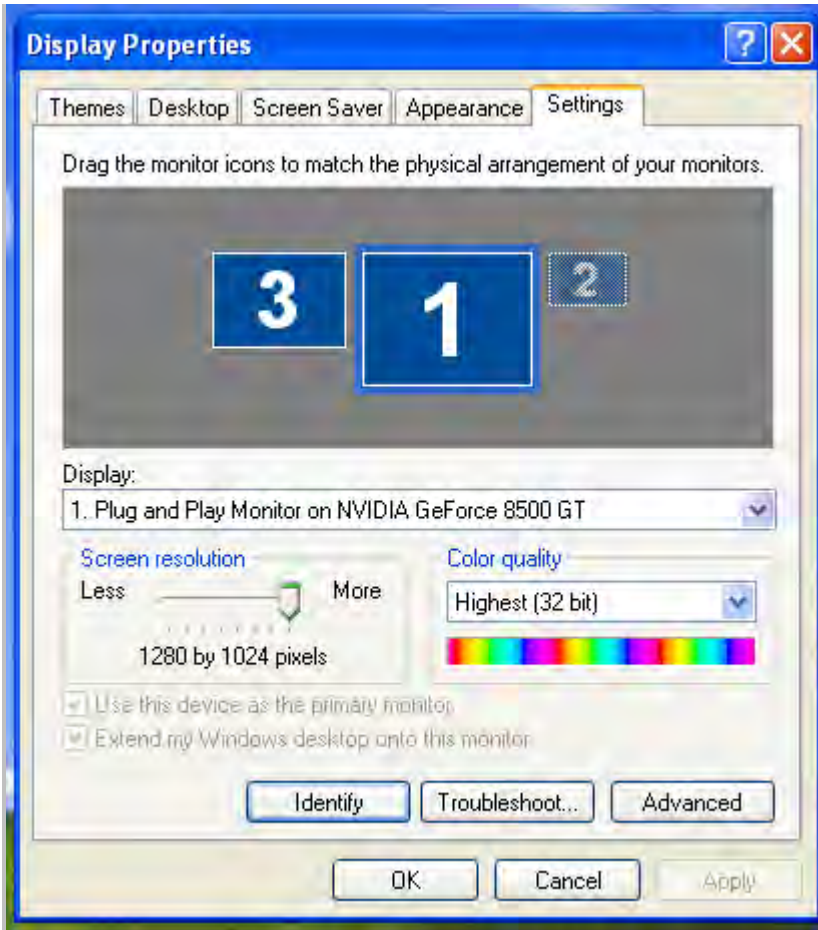 Display Properties
?
Themes Desktop Screen Saver Appearance Settings
Drag the monitor icons to match the physical arrangement of your monitors.
3 1 2
Display:
1. Plug and Play Monitor on NVIDIA GeForce 8500 GT
Screen resolution
Less More
1280 by 1024 pixels
Color quality
Highest (32 bit)
Use this device as the primary monitor.
Extend my Windows desktop onto this monitor.
Identify Troubleshoot... Advanced
OK Cancel Apply